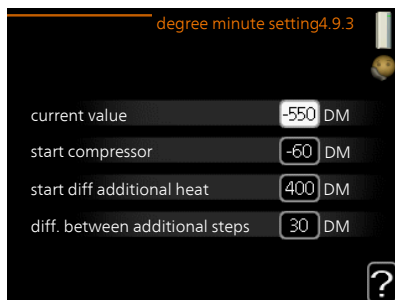 degree minute setting4.9.3
current value -550 DM
start compressor -60 DM
start diff additional heat 400 DM
diff. between additional steps 30 DM
?